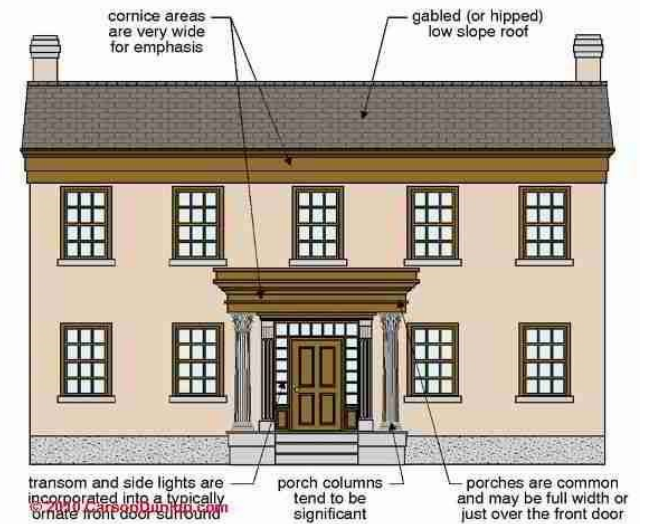 cornice areas
are very wide
for emphasis
gabled (or hipped)
low slope roof
transom and side lights are
incorporated into a typically
ornate front door surround
porch columns
tend to be
significant
porches are common
and may be full width or
just over the front door
© 2010 CarsonDunlop.com